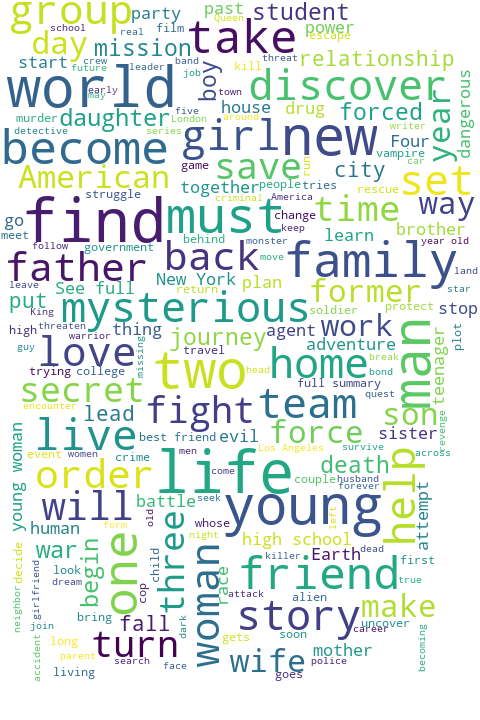 group
past
Queen
escape
party
film
real
school
student
power
take
day
mission
relationship
start
crew
band
threat
future
leader
job
boy
world
discover
early
may
town
house
drug
forced
year
dangerous
five
kill
murder
daughter
London
around
writer
detective
series
girl
new
Four
vampire
car
become
game
save
run
city
set
American
together
people
tries
rescue
struggle
criminal
America
way
find
must
time
change
keep
go
meet
learn
brother
follow
government
behind
monster
year old
father
back
family
move
land
leave
See full
New York
plan
former
star
put
return
soldier
protect
stop
King
mysterious
high
threaten
thing
agent
work
plot
guy
warrior
missing
journey
adventure
man
love
travel
home
break
teenager
trying
college
two
head
full summary
bond
secret
fight
team
quest
son
encounter
lead
sister
revenge
live
best friend
evil
force
event
women
crime
men
Los Angeles
survive
across
young woman
order
life
death
come
couple
husband
help
attempt
will
battle
seek
young
forever
human
form
old
whose
left
war
one
three
night
high school
first
look
begin
child
woman
killer
Earth
dead
dream
cop
race
friend
true
neighbor
decide
girlfriend
attack
alien
join
bring
dark
story
make
uncover
fall
career
long
turn
gets
soon
becoming
accident
parent
search
face
wife
mother
police
living
goes